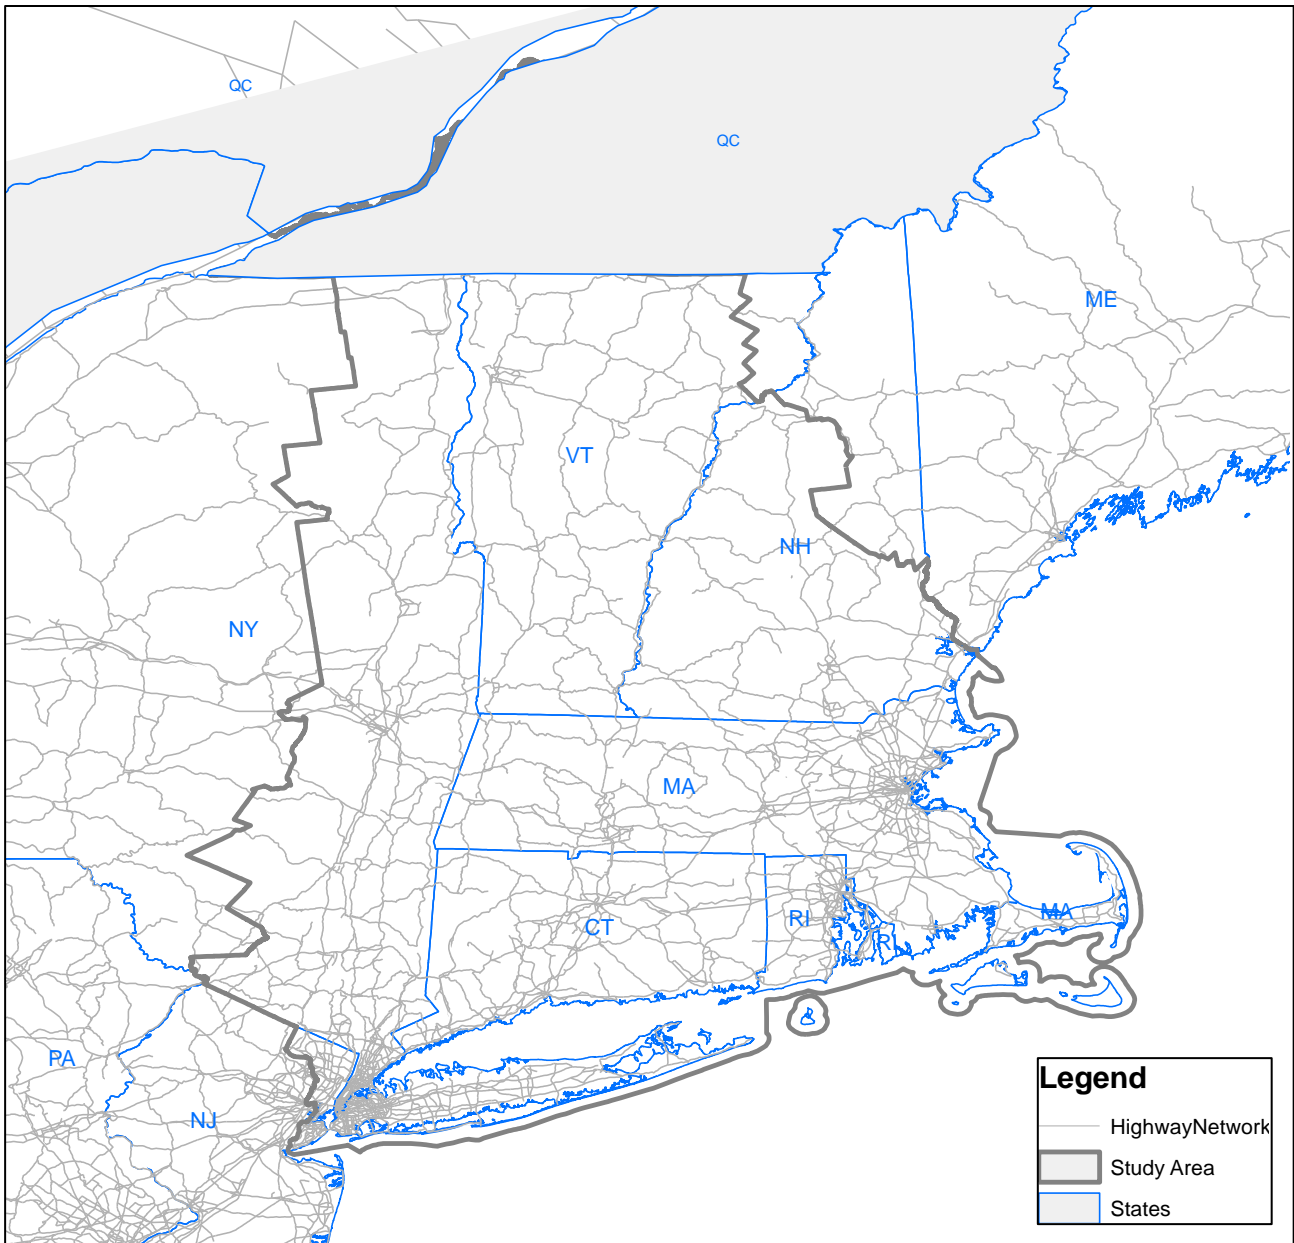 QC
QC
ME
VT
NH
NY
MA
MA
RI
CT
RI
PA
NJ
Legend
HighwayNetwork
Study Area
States